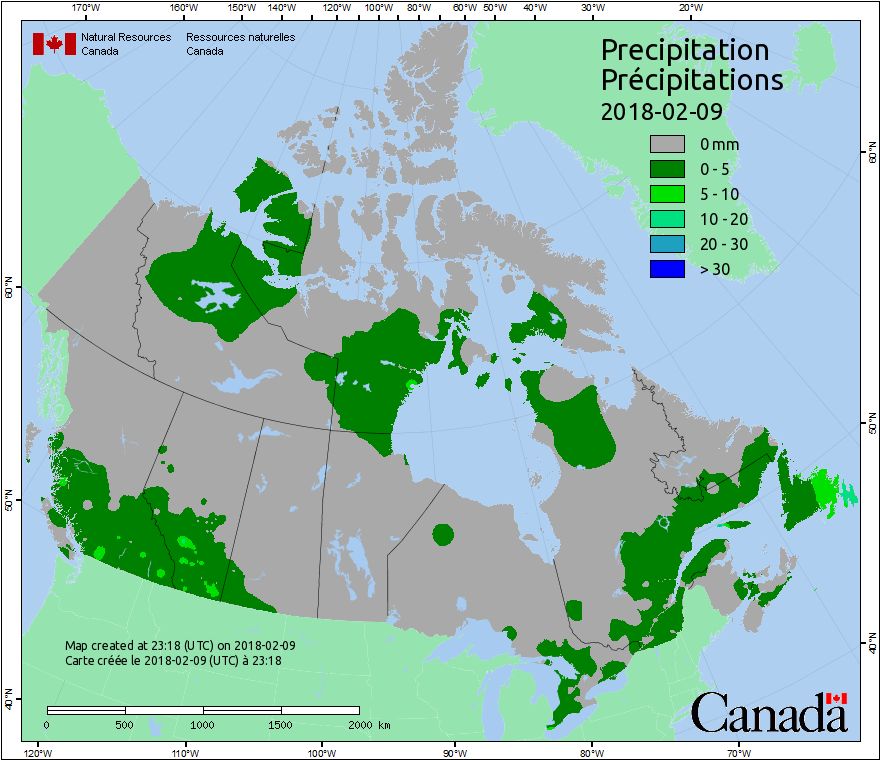 170°W 160°W 150°W 140°W 120°W 100°W 80°W 60°W 50°W 40°W 30°W 20°W
Natural Resources Ressources naturelles
Canada Canada
Precipitation
Précipitations
2018-02-09
0 mm
0 - 5
5 - 10
10 - 20
20 - 30
> 30
60°N
60°N
50°N
50°N
40°N
40°N
Map created at 23:18 (UTC) on 2018-02-09
Carte créée le 2018-02-09 (UTC) à 23:18
0 500 1000 1500 2000 km
Canada
120°W 110°W 100°W 90°W 80°W 70°W